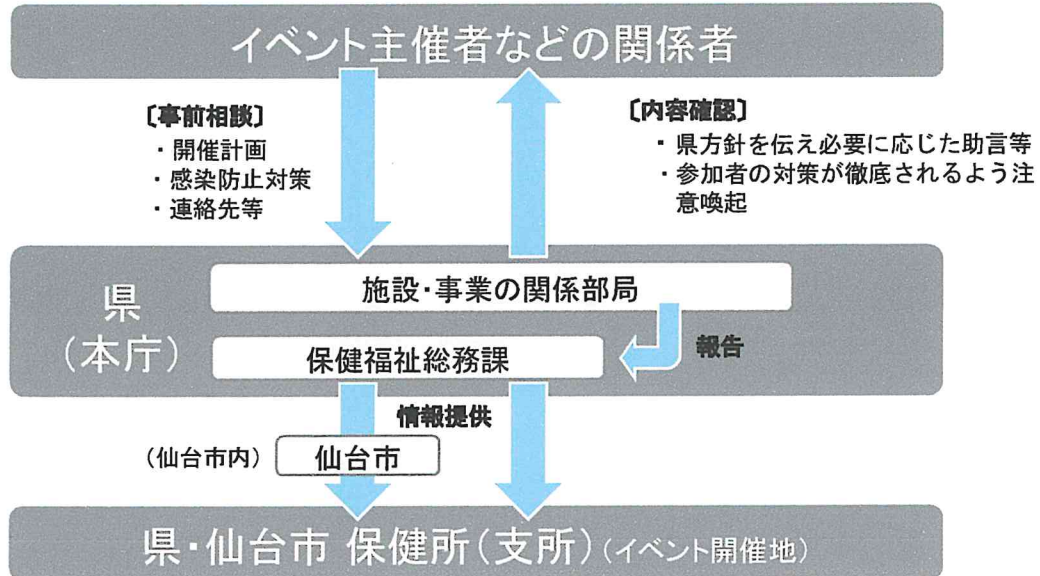 イベント主催者などの関係者
〔事前相談〕
・開催計画
・感染防止対策
・連絡先等
〔内容確認〕
・県方針を伝え必要に応じた助言等
・参加者の対策が徹底されるよう注
意喚起
県
（本庁）
施設・事業の関係部局
保健福祉総務課
報告
情報提供
（仙台市内）
仙台市
県・仙台市 保健所（支所）（イベント開催地）